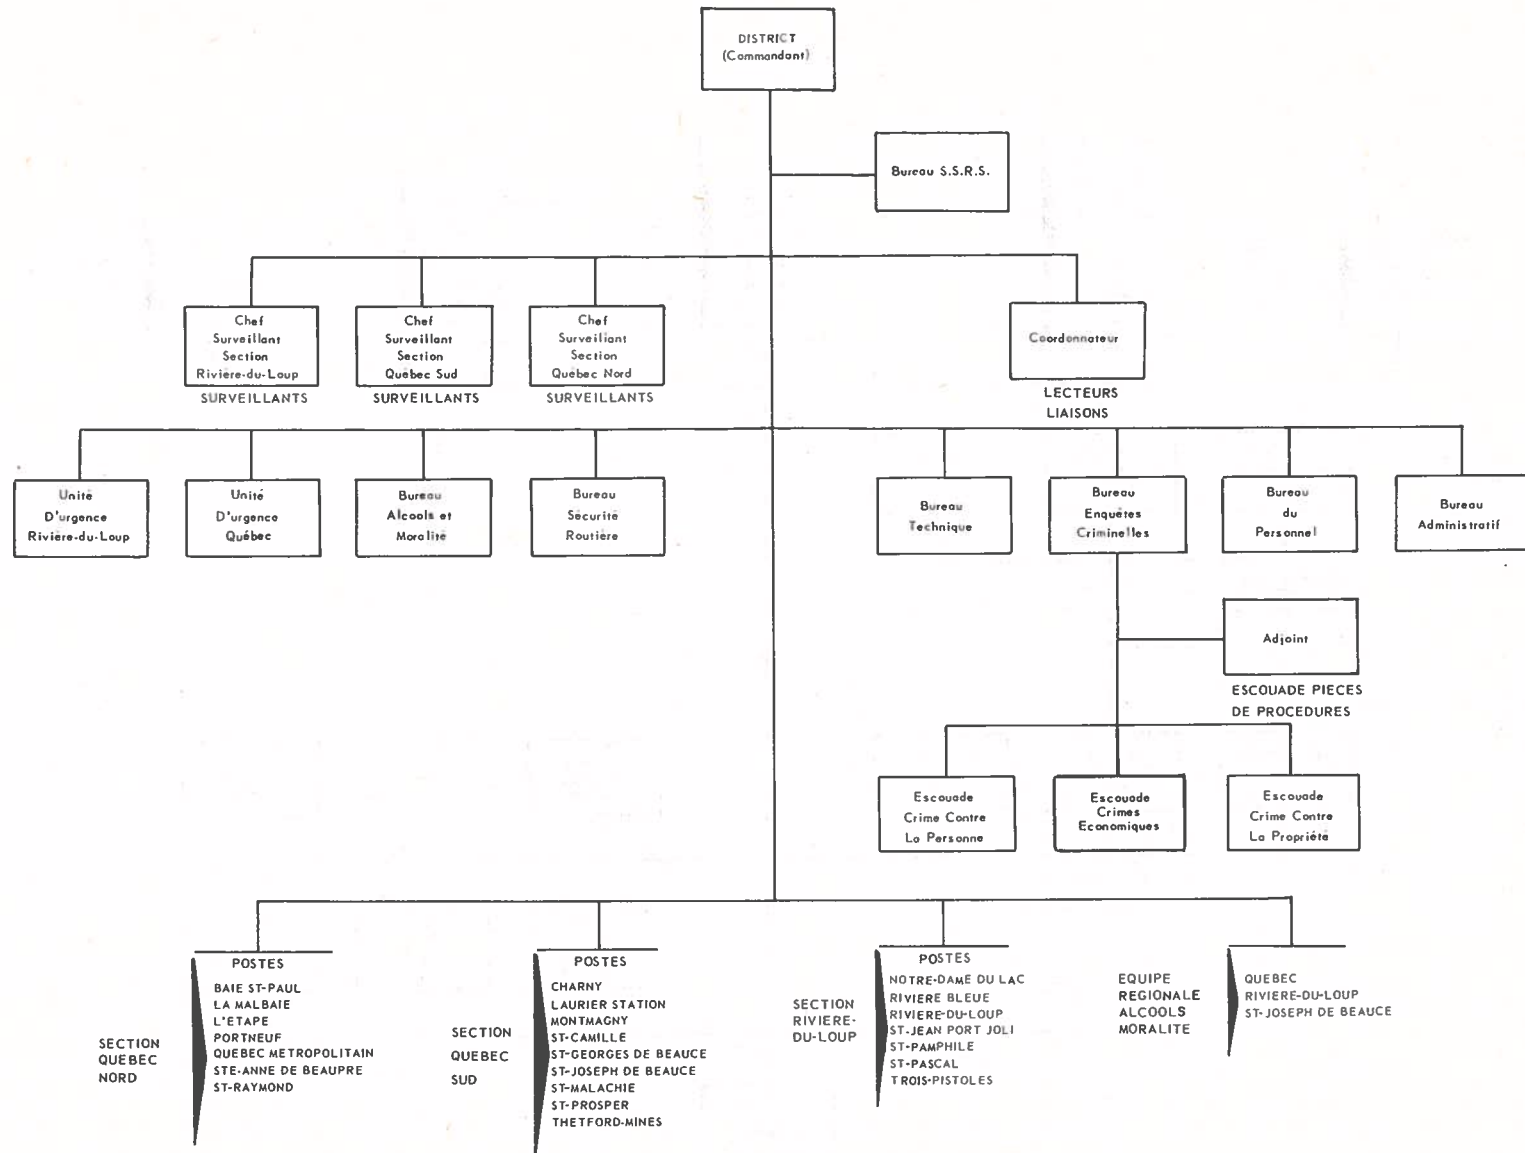 DISTRICT
(Commandant)
Bureau S.S.R.S.
Chef
Surveillant
Section
Rivière-du-Loup
SURVEILLANTS
Chef
Surveillant
Section
Québec Sud
SURVEILLANTS
Chef
Surveillant
Section
Québec Nord
SURVEILLANTS
Coordonnateur
LECTEURS
LIAISONS
Unité
D'urgence
Rivière-du-Loup
Unité
D'urgence
Québec
Bureau
Alcools et
Moralité
Bureau
Sécurité
Routière
Bureau
Technique
Bureau
Enquêtes
Criminelles
Bureau
du
Personnel
Bureau
Administratif
Adjoint
ESCOUADE PIECES
DE PROCEDURES
Escouade
Crime Contre
La Personne
Escouade
Crimes
Economiques
Escouade
Crime Contre
La Propriété
SECTION
QUEBEC
NORD
POSTES
BAIE ST-PAUL
LA MALBAIE
L'ETAPE
PORTNEUF
QUEBEC METROPOLITAIN
STE-ANNE DE BEAUPRE
ST-RAYMOND
SECTION
QUEBEC
SUD
POSTES
CHARNY
LAURIER STATION
MONTMAGNY
ST-CAMILLE
ST-GEORGES DE BEAUCE
ST-JOSEPH DE BEAUCE
ST-MALACHIE
ST-PROSPER
THETFORD-MINES
SECTION
RIVIERE-
DU-LOUP
POSTES
NOTRE-DAME DU LAC
RIVIERE BLEUE
RIVIERE-DU-LOUP
ST-JEAN PORT JOLI
ST-PAMPHILE
ST-PASCAL
TROIS-PISTOLES
EQUIPE
REGIONALE
ALCOOLS
MORALITE
QUEBEC
RIVIERE-DU-LOUP
ST-JOSEPH DE BEAUCE